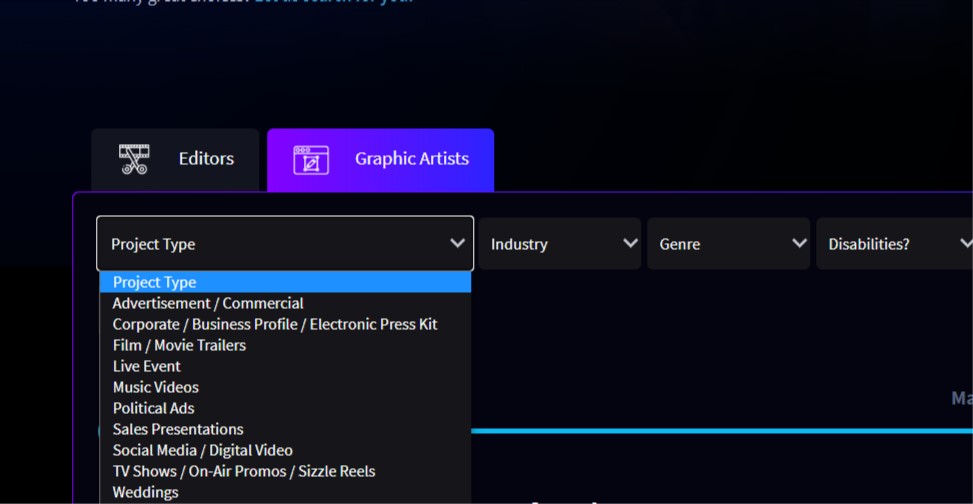 Editors
Graphic Artists
Project Type
Industry
Genre
Disabilities?
Project Type
Advertisement / Commercial
Corporate / Business Profile / Electronic Press Kit
Film / Movie Trailers
Live Event
Music Videos
Political Ads
Sales Presentations
Social Media / Digital Video
TV Shows / On-Air Promos / Sizzle Reels
Weddings